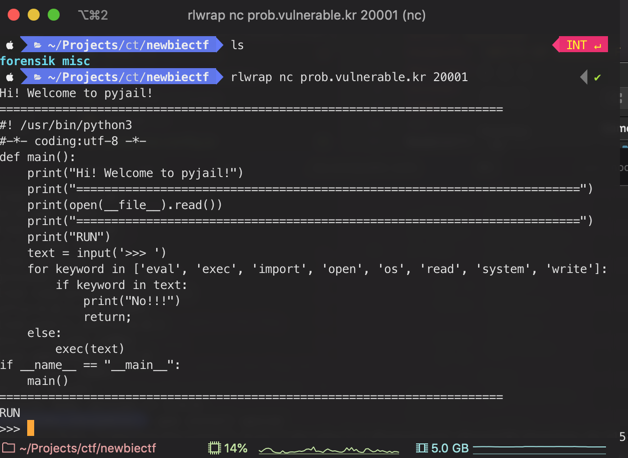 ⌥⌘2 rlwrap nc prob.vulnerable.kr 20001 (nc)
~/Projects/ct/newbiectf ls INT ↵
forensik misc
~/Projects/ct/newbiectf rlwrap nc prob.vulnerable.kr 20001 ✔
Hi! Welcome to pyjail!
========================================================================
#! /usr/bin/python3
#-*- coding:utf-8 -*-
def main():
    print("Hi! Welcome to pyjail!")
    print("========================================================================")
    print(open(__file__).read())
    print("========================================================================")
    print("RUN")
    text = input('>>> ')
    for keyword in ['eval', 'exec', 'import', 'open', 'os', 'read', 'system', 'write']:
        if keyword in text:
            print("No!!!")
            return;
    else:
        exec(text)
if __name__ == "__main__":
    main()
========================================================================
RUN
>>>
~/Projects/ctf/newbiectf 14% 5.0 GB
5